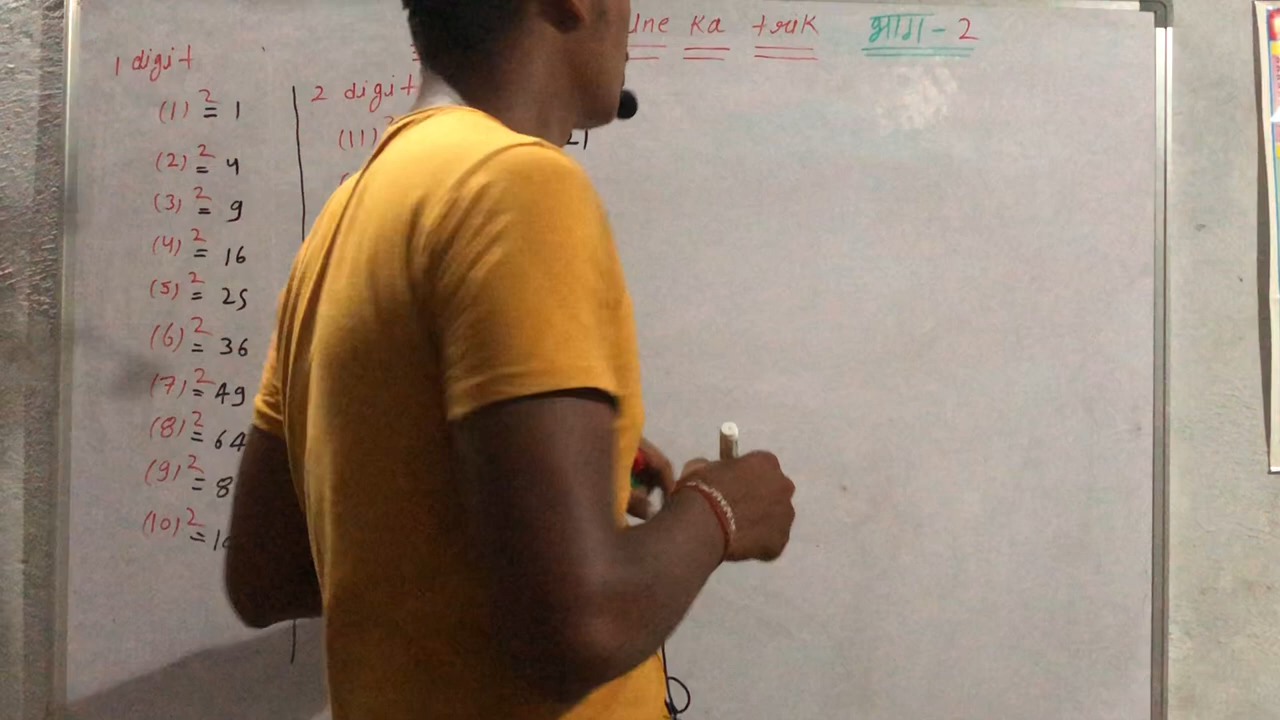 ka truk भाग - 2
1 digit
(1)² = 1
(2)² = 4
(3)² = 9
(4)² = 16
(5)² = 25
(6)² = 36
(7)² = 49
(8)² = 64
(9)² = 8
(10)² = 1
2 digit
(11)² 21